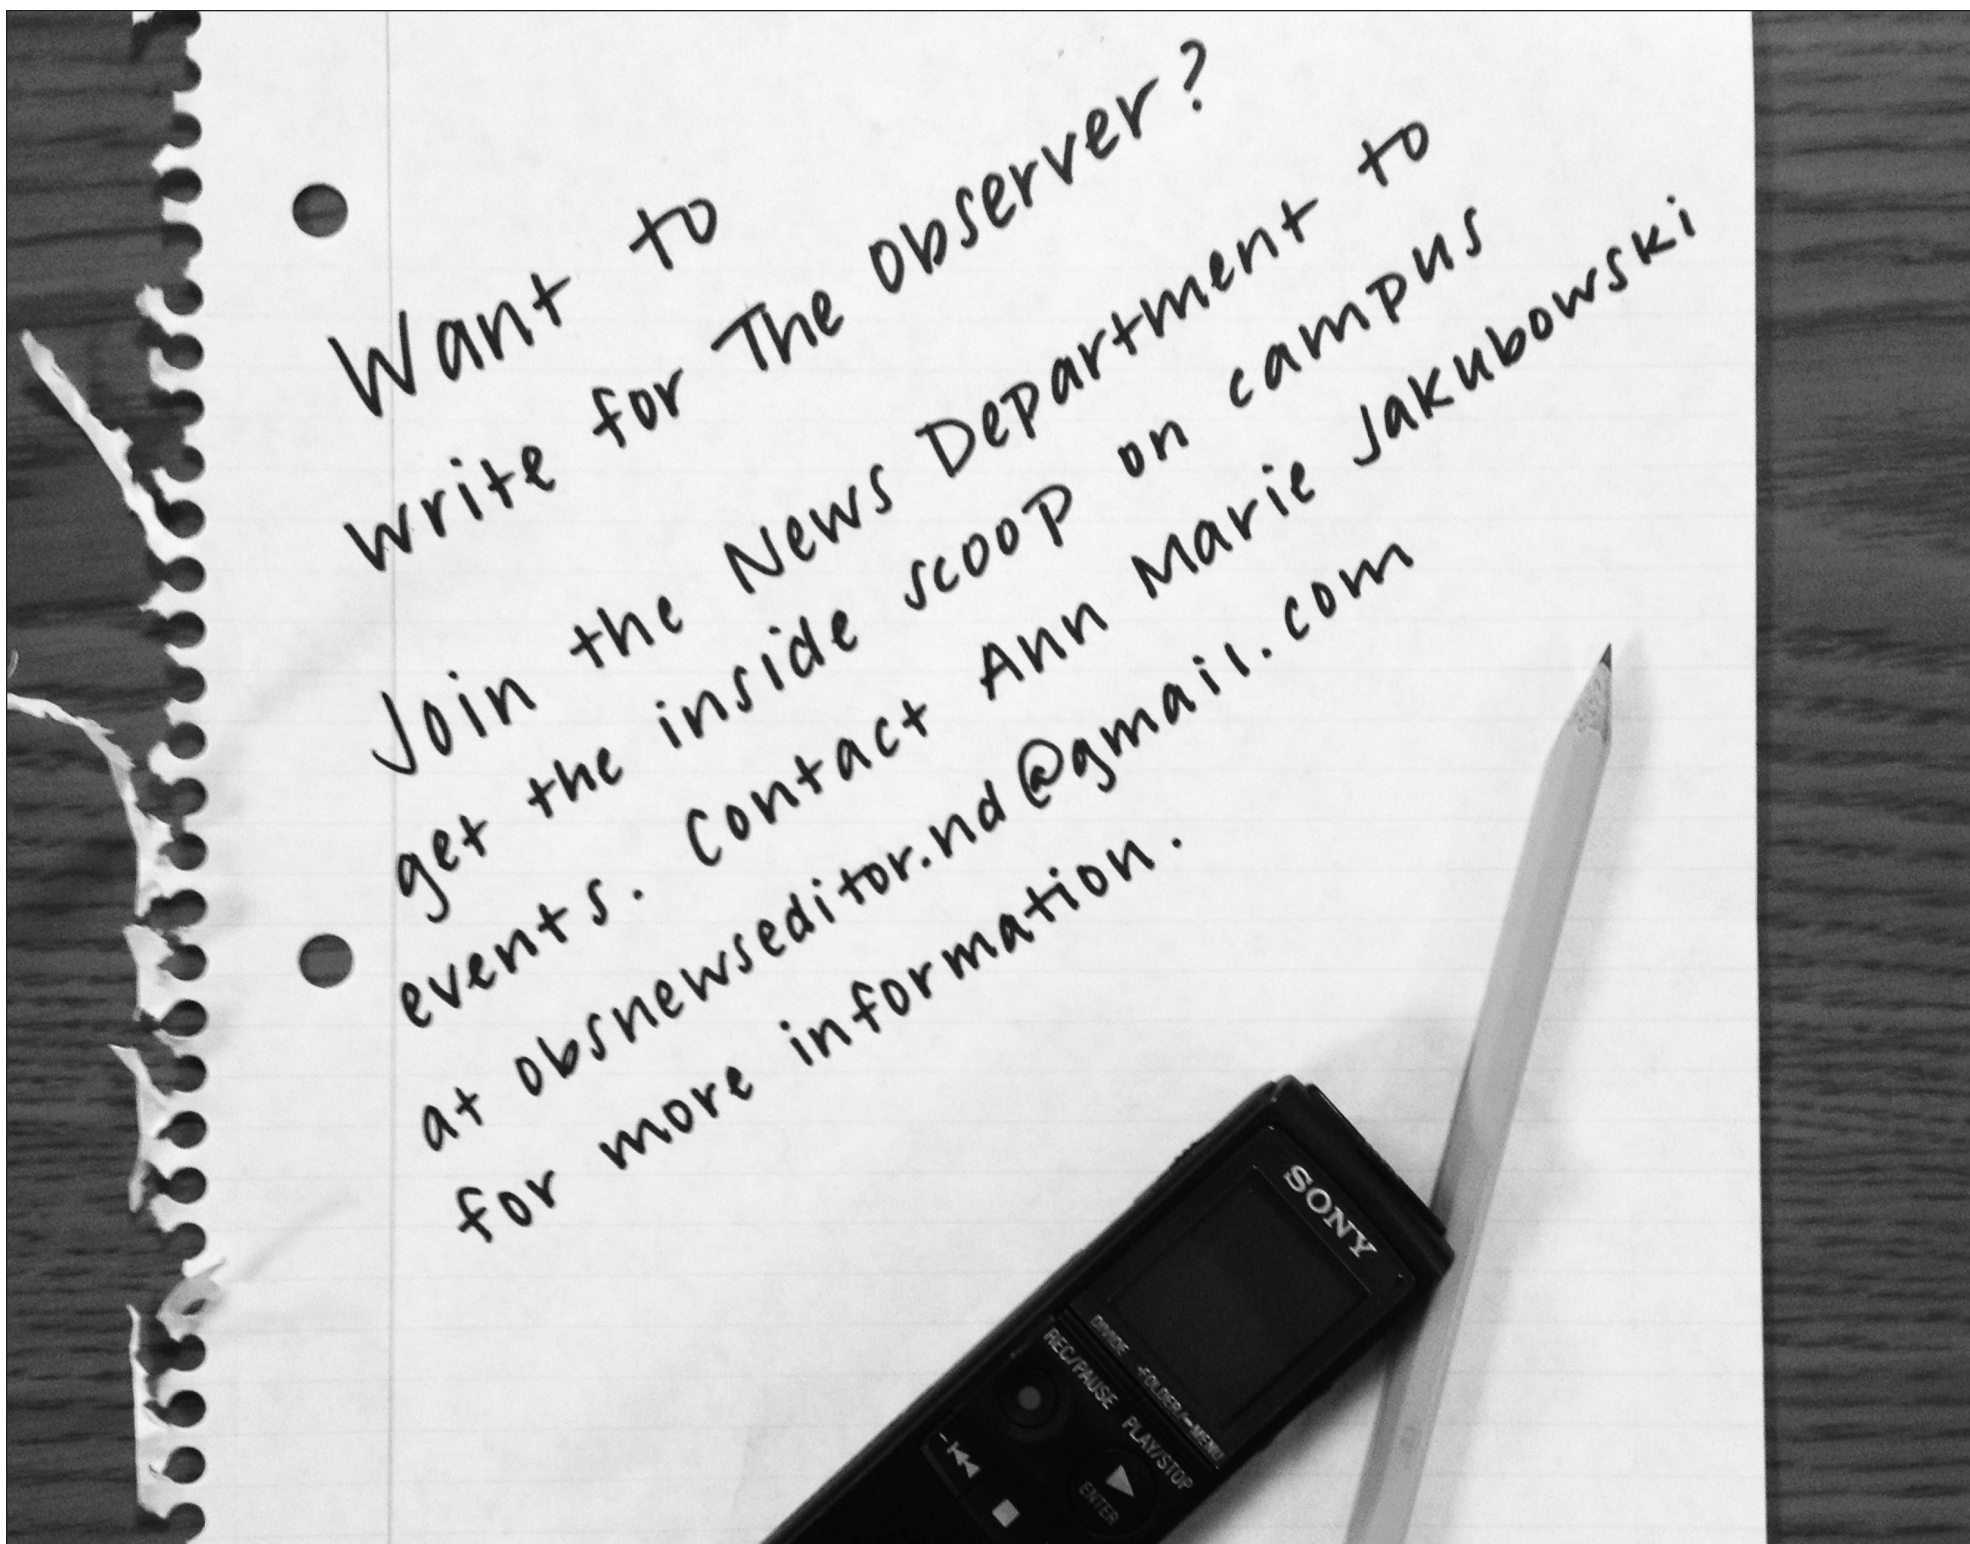 Want to
write for The Observer?
Join the News Department to
get the inside scoop on campus
events. Contact Ann Marie Jakubowski
at obsnewseditor.nd@gmail.com
for more information.
SONY
DIVIDE
REC/PAUSE
PLAY/STOP
ENTER